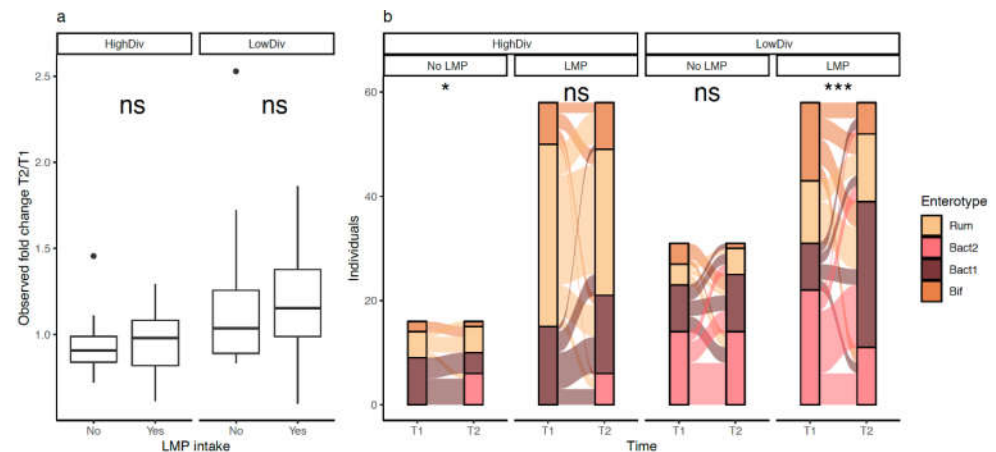 a
HighDiv
LowDiv
ns
ns
Observed fold change T2/T1
2.5
2.0
1.5
1.0
No
Yes
No
Yes
LMP intake
b
HighDiv
LowDiv
No LMP
LMP
No LMP
LMP
*
ns
ns
***
Individuals
60
40
20
0
T1
T2
T1
T2
T1
T2
T1
T2
Time
Enterotype
Rum
Bact2
Bact1
Bif